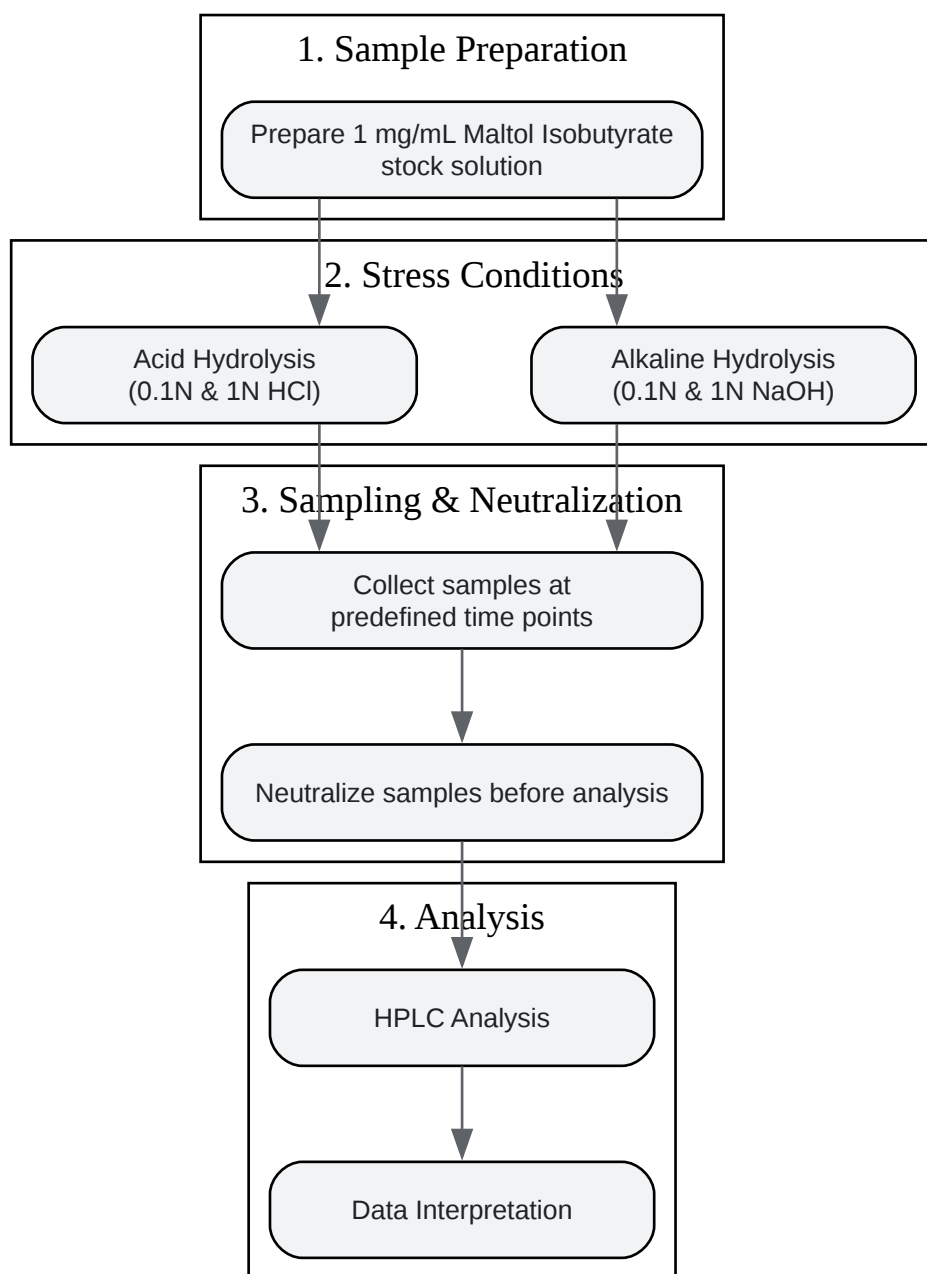 1. Sample Preparation
Prepare 1 mg/mL Maltol Isobutyrate
stock solution
2. Stress Conditions
Acid Hydrolysis
(0.1N & 1N HCl)
Alkaline Hydrolysis
(0.1N & 1N NaOH)
3. Sampling & Neutralization
Collect samples at
predefined time points
Neutralize samples before analysis
4. Analysis
HPLC Analysis
Data Interpretation